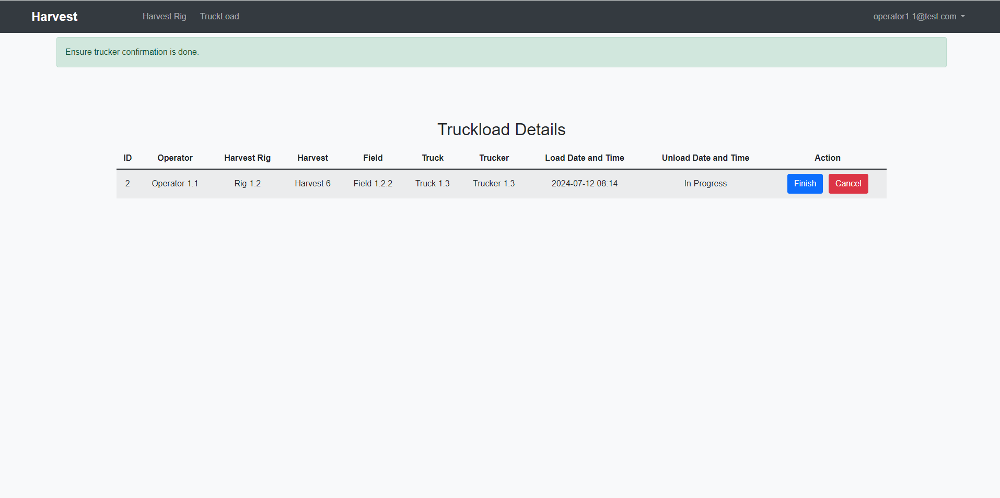 Harvest Harvest Rig TruckLoad operator1.1@test.com
Ensure trucker confirmation is done.
Truckload Details
ID Operator Harvest Rig Harvest Field Truck Trucker Load Date and Time Unload Date and Time Action
2 Operator 1.1 Rig 1.2 Harvest 6 Field 1.2.2 Truck 1.3 Trucker 1.3 2024-07-12 08:14 In Progress Finish Cancel